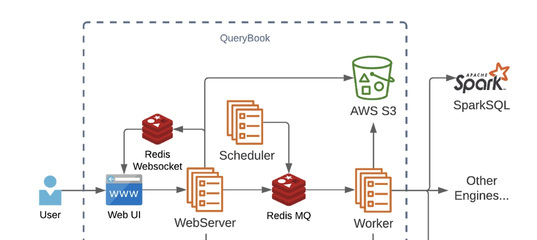 QueryBook
APACHE
Spark
SparkSQL
AWS S3
Redis
Websocket
Scheduler
Other
Engines...
WWW
User
Web UI
WebServer
Redis MQ
Worker